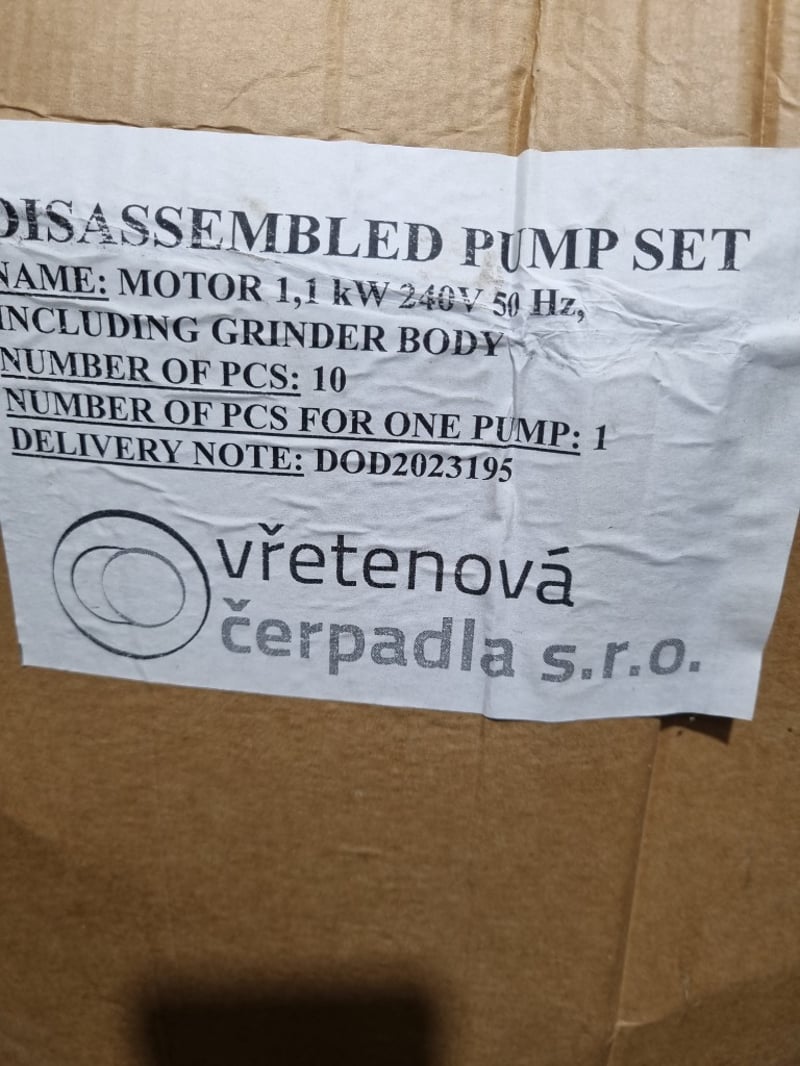 DISASSEMBLED PUMP SET
NAME: MOTOR 1,1 kW 240V 50 Hz,
INCLUDING GRINDER BODY
NUMBER OF PCS: 10
NUMBER OF PCS FOR ONE PUMP: 1
DELIVERY NOTE: DOD2023195
vřetenová
čerpadla s.r.o.